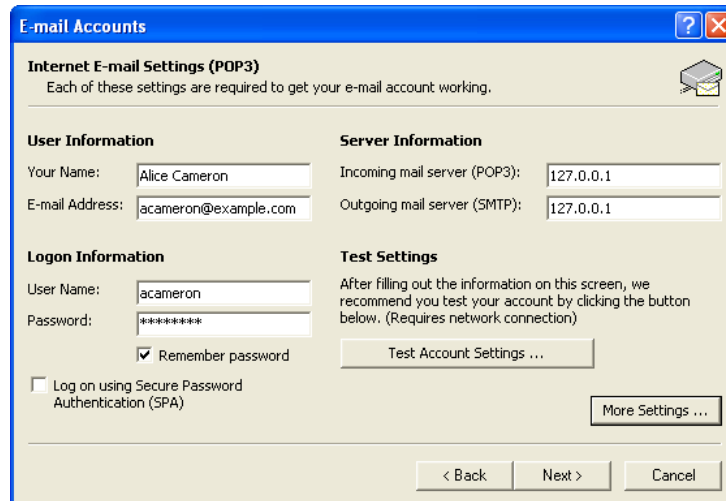 E-mail Accounts
Internet E-mail Settings (POP3)
Each of these settings are required to get your e-mail account working.
User Information
Your Name: Alice Cameron
E-mail Address: acameron@example.com
Server Information
Incoming mail server (POP3): 127.0.0.1
Outgoing mail server (SMTP): 127.0.0.1
Logon Information
User Name: acameron
Password: ********
Remember password
Log on using Secure Password
Authentication (SPA)
Test Settings
After filling out the information on this screen, we
recommend you test your account by clicking the button
below. (Requires network connection)
Test Account Settings ...
More Settings ...
< Back
Next >
Cancel